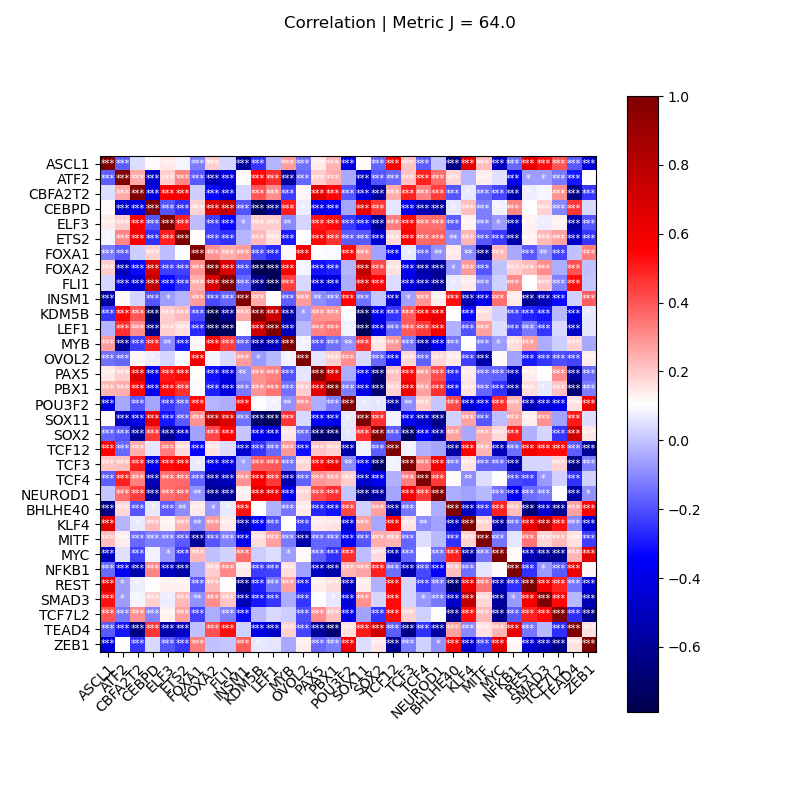 Correlation | Metric J = 64.0
ASCL1
ATF2
CBFA2T2
CEBPD
ELF3
ETS2
FOXA1
FOXA2
FLI1
INSM1
KDM5B
LEF1
MYB
OVOL2
PAX5
PBX1
POU3F2
SOX11
SOX2
TCF12
TCF3
TCF4
NEUROD1
BHLHE40
KLF4
MITF
MYC
NFKB1
REST
SMAD3
TCF7L2
TEAD4
ZEB1
ASCL1 ATF2 CBFA2T2 CEBPD ELF3 ETS2 FOXA1 FOXA2 FLI1 INSM1 KDM5B LEF1 MYB OVOL2 PAX5 PBX1 POU3F2 SOX11 SOX2 TCF12 TCF3 TCF4 NEUROD1 BHLHE40 KLF4 MITF MYC NFKB1 REST SMAD3 TCF7L2 TEAD4 ZEB1
1.0
0.8
0.6
0.4
0.2
0.0
−0.2
−0.4
−0.6